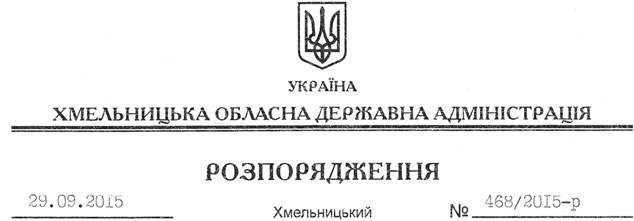 УКРАЇНА
ХМЕЛЬНИЦЬКА ОБЛАСНА ДЕРЖАВНА АДМІНІСТРАЦІЯ
РОЗПОРЯДЖЕННЯ
29.09.2015 Хмельницький № 468/2015-р